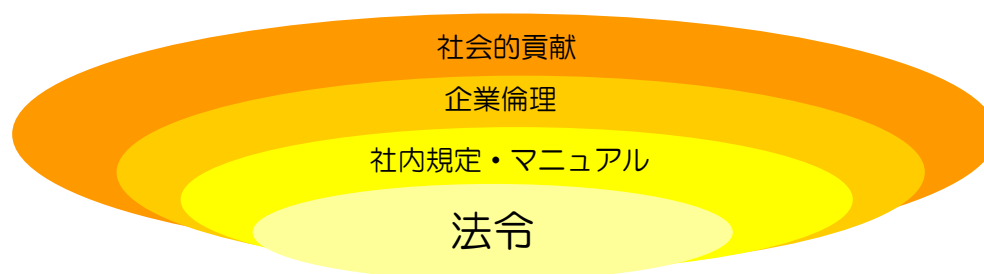 社会的貢献
企業倫理
社内規定・マニュアル
法令